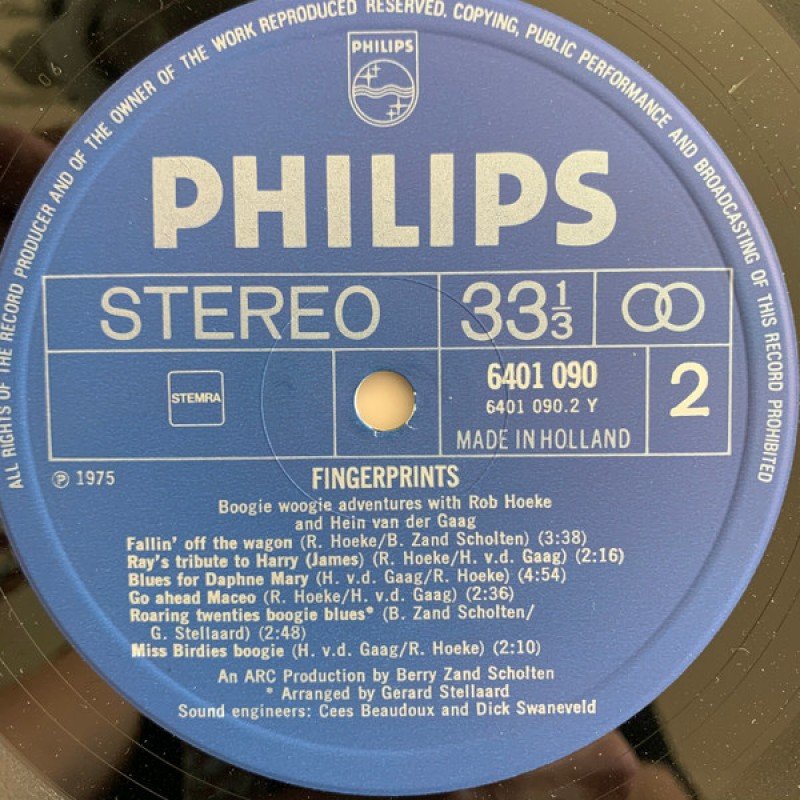 ALL RIGHTS OF THE RECORD PRODUCER AND OF THE OWNER OF THE WORK REPRODUCED RESERVED. COPYING, PUBLIC PERFORMANCE AND BROADCASTING OF THIS RECORD PROHIBITED
PHILIPS
PHILIPS
STEREO 33 1/3
STEMRA
6401 090
6401 090.2 Y
MADE IN HOLLAND
2
℗ 1975
FINGERPRINTS
Boogie woogie adventures with Rob Hoeke
and Hein van der Gaag
Fallin' off the wagon (R. Hoeke/B. Zand Scholten) (3:38)
Ray's tribute to Harry (James) (R. Hoeke/H. v.d. Gaag) (2:16)
Blues for Daphne Mary (H. v.d. Gaag/R. Hoeke) (4:54)
Go ahead Maceo (R. Hoeke/H. v.d. Gaag) (2:36)
Roaring twenties boogie blues* (B. Zand Scholten/
G. Stellaard) (2:48)
Miss Birdies boogie (H. v.d. Gaag/R. Hoeke) (2:10)
An ARC Production by Berry Zand Scholten
* Arranged by Gerard Stellaard
Sound engineers: Cees Beaudoux and Dick Swaneveld